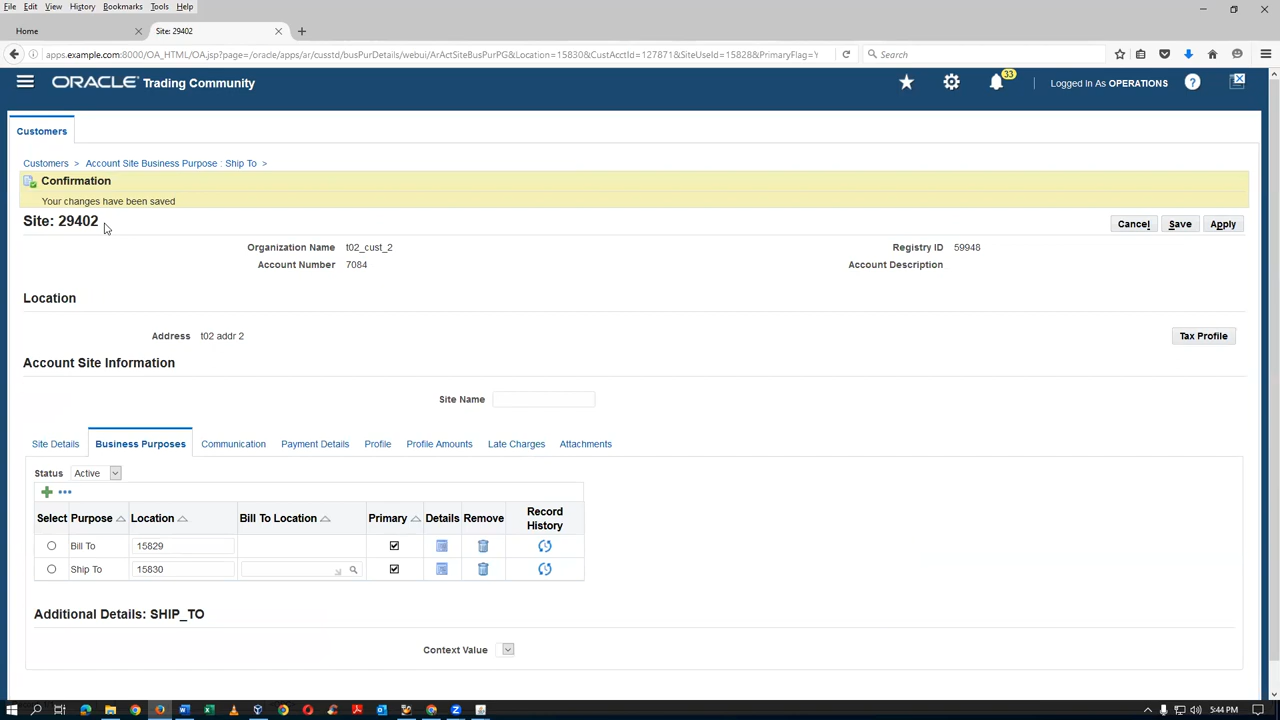 File Edit View History Bookmarks Tools Help
Home
Site: 29402
apps.example.com:8000/OA_HTML/OA.jsp?page=/oracle/apps/ar/cusstd/busPurDetails/webui/ArActSiteBusPurPG&Location=15830&CustAcctId=127871&SiteUseId=15828&PrimaryFlag=Y
Search
ORACLE Trading Community
33
Logged In As OPERATIONS
Customers
Customers > Account Site Business Purpose : Ship To >
Confirmation
Your changes have been saved
Site: 29402
Cancel Save Apply
Organization Name t02_cust_2 Registry ID 59948
Account Number 7084 Account Description
Location
Address t02 addr 2 Tax Profile
Account Site Information
Site Name
Site Details Business Purposes Communication Payment Details Profile Profile Amounts Late Charges Attachments
Status Active
Select Purpose Location Bill To Location Primary Details Remove Record History
Bill To 15829
Ship To 15830
Additional Details: SHIP_TO
Context Value
5:44 PM